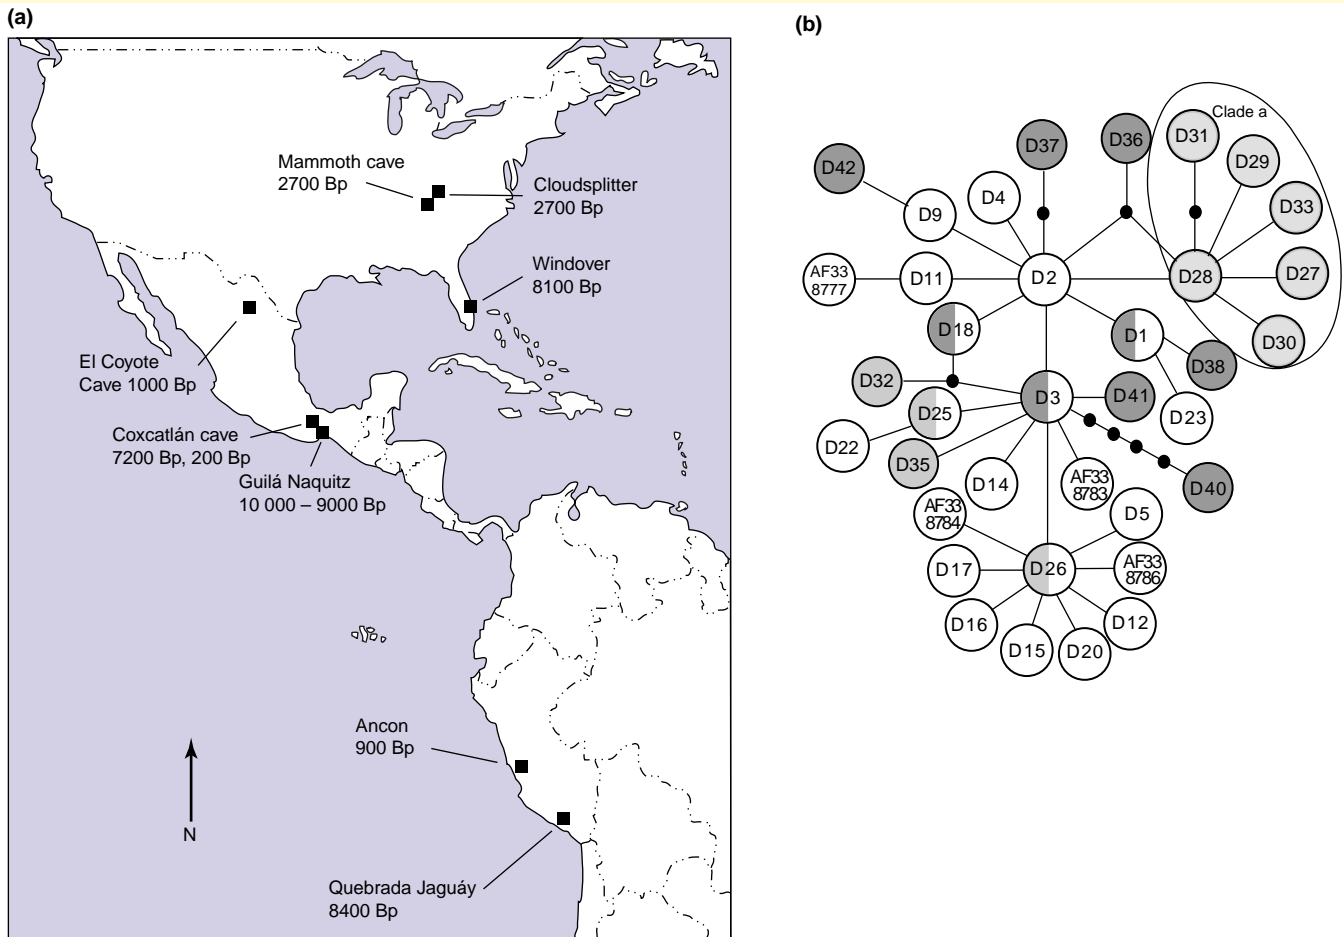 (a)
Mammoth cave
2700 Bp
Cloudsplitter
2700 Bp
Windover
8100 Bp
El Coyote
Cave 1000 Bp
Coxcatlán cave
7200 Bp, 200 Bp
Guilá Naquitz
10 000 – 9000 Bp
Ancon
900 Bp
N
Quebrada Jaguáy
8400 Bp
(b)
Clade a
D31
D36
D37
D42
D29
D4
D9
D33
AF33
8777
D11
D2
D28
D27
D18
D1
D30
D38
D32
D3
D41
D25
D23
D22
D35
D14
AF33
8783
D40
AF33
8784
D5
D17
D26
AF33
8786
D16
D12
D15
D20